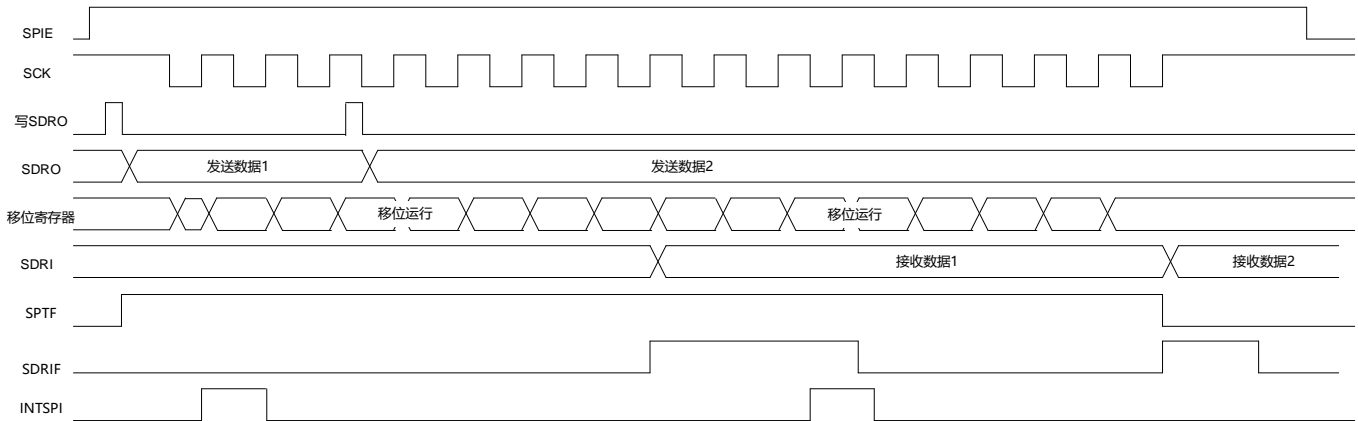 SPIE
SCK
写SDRO
SDRO 发送数据1 发送数据2
移位寄存器 移位运行 移位运行
SDRI 接收数据1 接收数据2
SPTF
SDRIF
INTSPI